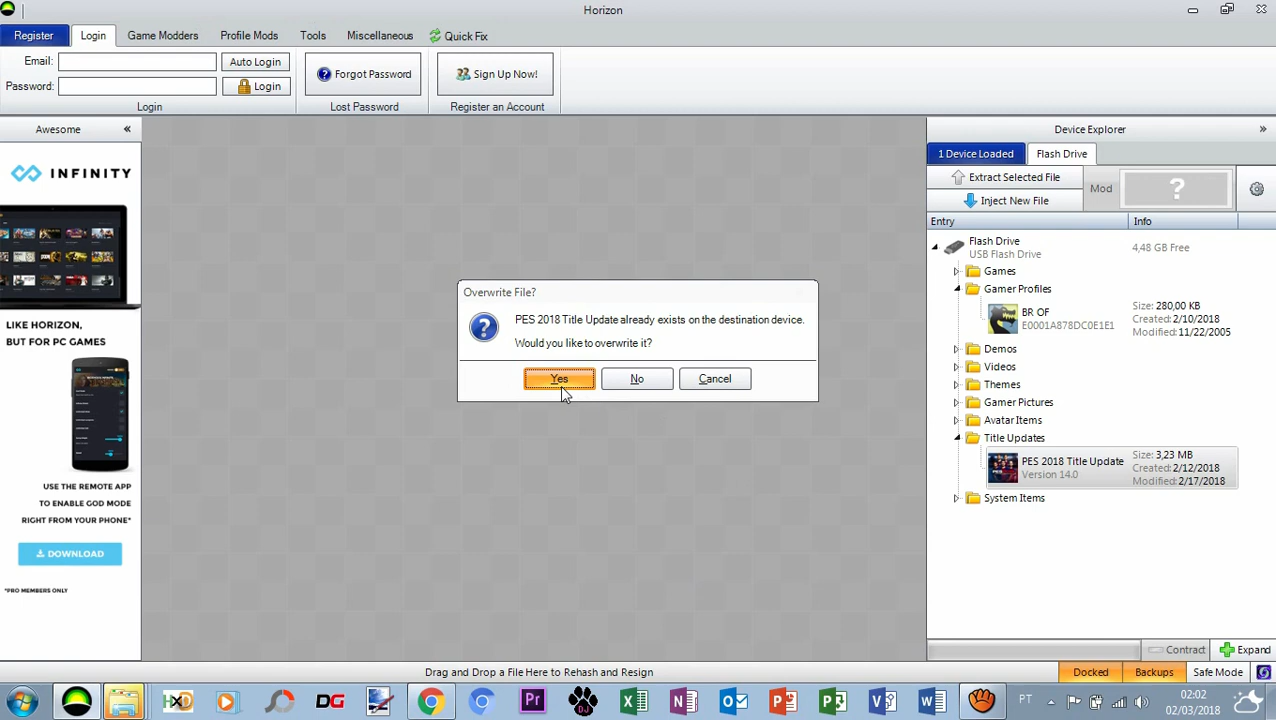 Horizon
Register Login Game Modders Profile Mods Tools Miscellaneous Quick Fix
Email: Auto Login
Password: Login
Forgot Password
Sign Up Now!
Login Lost Password Register an Account
Awesome «
INFINITY
LIKE HORIZON,
BUT FOR PC GAMES
USE THE REMOTE APP
TO ENABLE GOD MODE
RIGHT FROM YOUR PHONE*
DOWNLOAD
*PRO MEMBERS ONLY
Overwrite File?
PES 2018 Title Update already exists on the destination device.
Would you like to overwrite it?
Yes No Cancel
Device Explorer »
1 Device Loaded Flash Drive
Extract Selected File
Inject New File
Mod ?
Entry Info
Flash Drive
USB Flash Drive
4,48 GB Free
Games
Gamer Profiles
BR OF
E0001A878DC0E1E1
Size: 280,00 KB
Created: 2/10/2018
Modified: 11/22/2005
Demos
Videos
Themes
Gamer Pictures
Avatar Items
Title Updates
PES 2018 Title Update
Version 14.0
Size: 3,23 MB
Created: 2/12/2018
Modified: 2/17/2018
System Items
Contract Expand
Drag and Drop a File Here to Rehash and Resign
Docked Backups Safe Mode
HXD DG Pr DJ
PT
02:02
02/03/2018